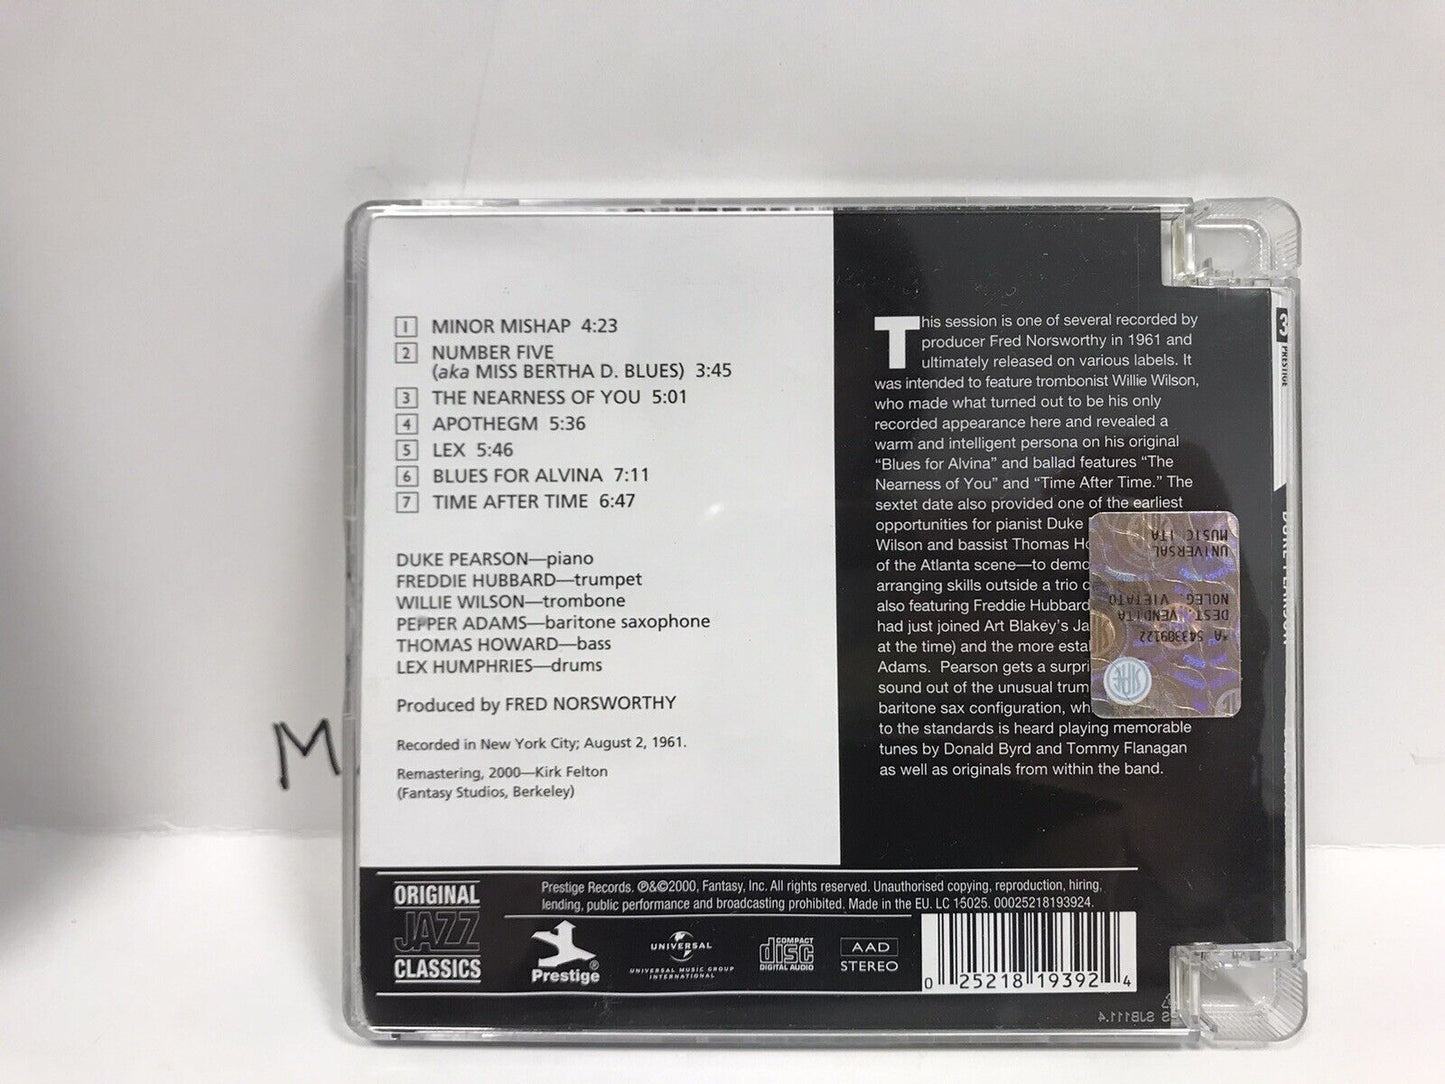 1 MINOR MISHAP 4:23
2 NUMBER FIVE
(aka MISS BERTHA D. BLUES) 3:45
3 THE NEARNESS OF YOU 5:01
4 APOTHEGM 5:36
5 LEX 5:46
6 BLUES FOR ALVINA 7:11
7 TIME AFTER TIME 6:47
DUKE PEARSON—piano
FREDDIE HUBBARD—trumpet
WILLIE WILSON—trombone
PEPPER ADAMS—baritone saxophone
THOMAS HOWARD—bass
LEX HUMPHRIES—drums
Produced by FRED NORSWORTHY
Recorded in New York City; August 2, 1961.
Remastering, 2000—Kirk Felton
(Fantasy Studios, Berkeley)
M
This session is one of several recorded by
producer Fred Norsworthy in 1961 and
ultimately released on various labels. It
was intended to feature trombonist Willie Wilson,
who made what turned out to be his only
recorded appearance here and revealed a
warm and intelligent persona on his original
“Blues for Alvina” and ballad features “The
Nearness of You” and “Time After Time.” The
sextet date also provided one of the earliest
opportunities for pianist Duke
Wilson and bassist Thomas Ho
of the Atlanta scene—to demo
arranging skills outside a trio
also featuring Freddie Hubbard
had just joined Art Blakey's Ja
at the time) and the more esta
Adams. Pearson gets a surpri
sound out of the unusual trum
baritone sax configuration, wh
to the standards is heard playing memorable
tunes by Donald Byrd and Tommy Flanagan
as well as originals from within the band.
UNIVERSAL
MUSIC ITA
DEST. VENDITA
NOLEG. VIETATO
*A 543309122
SIAE
3
PRESTIGE
DUKE PEARSON
ORIGINAL
JAZZ
CLASSICS
Prestige Records. ℗&©2000, Fantasy, Inc. All rights reserved. Unauthorised copying, reproduction, hiring,
lending, public performance and broadcasting prohibited. Made in the EU. LC 15025. 00025218193924.
Prestige®
UNIVERSAL
UNIVERSAL MUSIC GROUP
INTERNATIONAL
COMPACT
disc
DIGITAL AUDIO
AAD
STEREO
0 25218 19392 4
SJB111.4